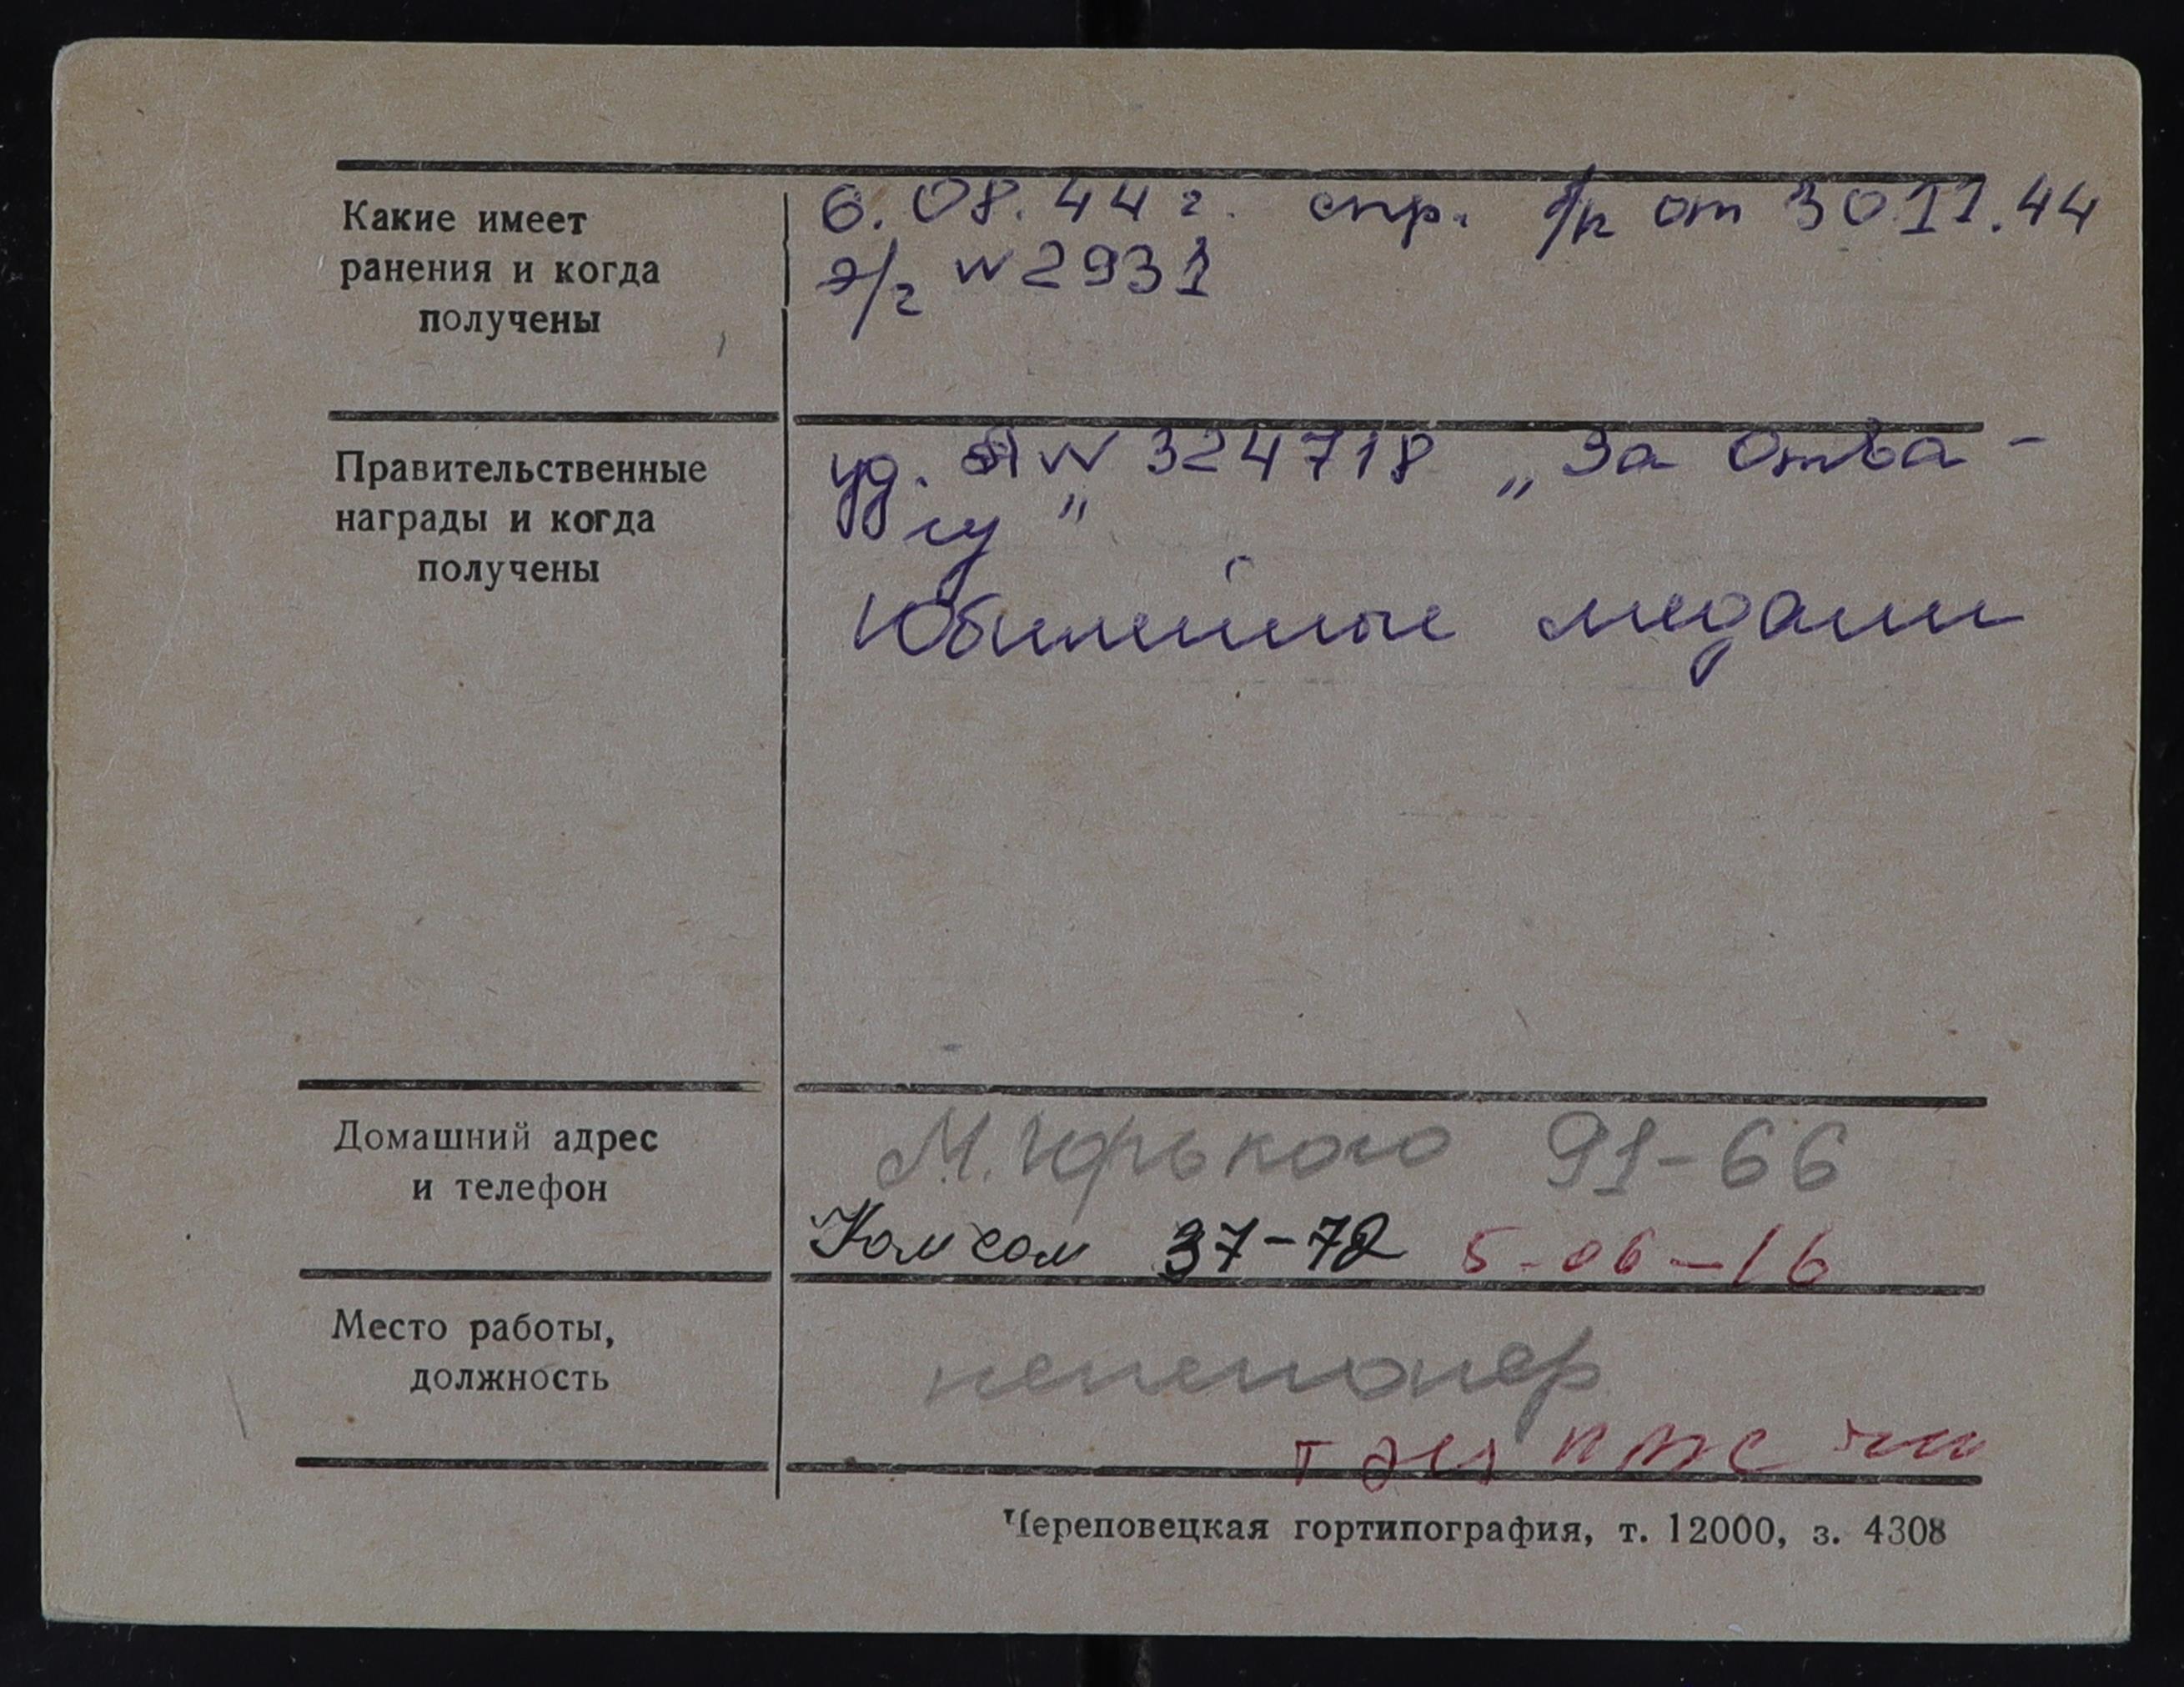 Какие имеет
ранения и когда
получены
6. 08. 44 г. спр. б/н от 30 11. 44
э/г № 2931
Правительственные
награды и когда
получены
уд. № 324718 „За Отва-
гу"
Юбилейные медали
Домашний адрес
и телефон
М. Горького 91-66
Комсом 37-72 5-06-16
Место работы,
должность
пенсионер
Череповецкая гортипография, т. 12000, з. 4308